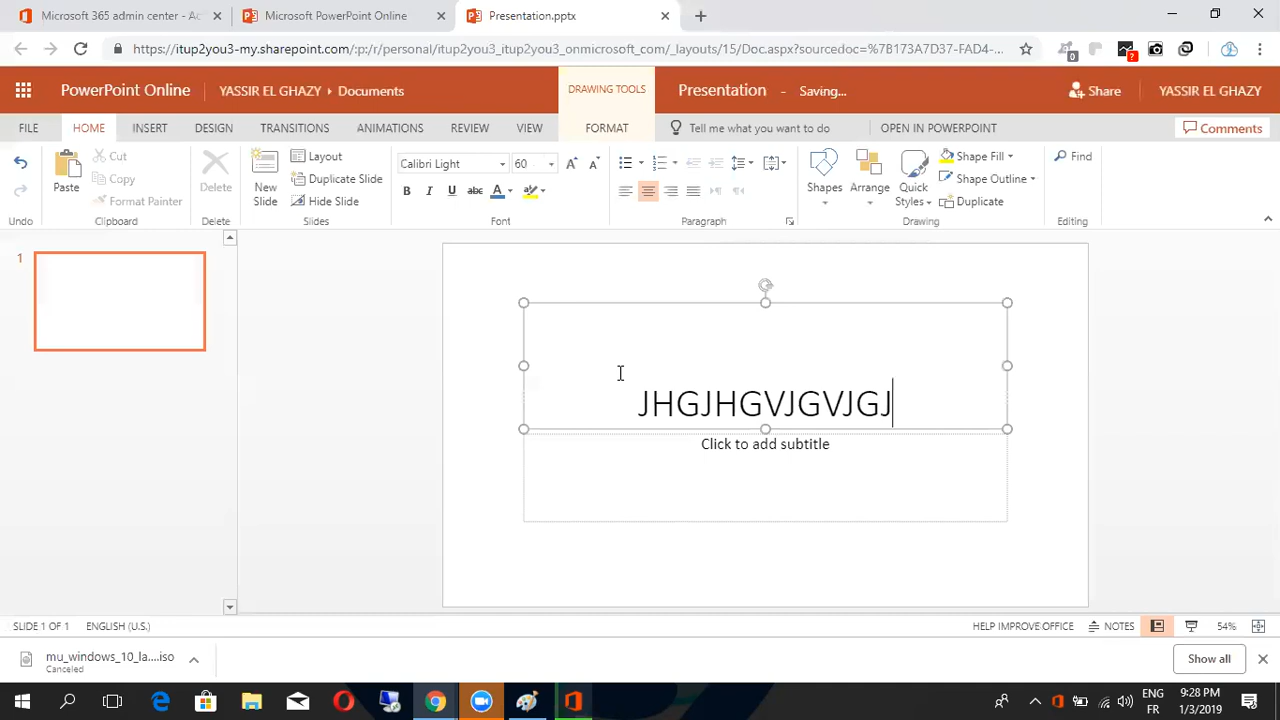 Microsoft 365 admin center - Ac
Microsoft PowerPoint Online
Presentation.pptx
https://itup2you3-my.sharepoint.com/:p:/r/personal/itup2you3_itup2you3_onmicrosoft_com/_layouts/15/Doc.aspx?sourcedoc=%7B173A7D37-FAD4-...
0
?
PowerPoint Online
YASSIR EL GHAZY
Documents
DRAWING TOOLS
Presentation - Saving...
Share
YASSIR EL GHAZY
FILE
HOME
INSERT
DESIGN
TRANSITIONS
ANIMATIONS
REVIEW
VIEW
FORMAT
Tell me what you want to do
OPEN IN POWERPOINT
Comments
Paste
Cut
Copy
Format Painter
Delete
New Slide
Layout
Duplicate Slide
Hide Slide
Calibri Light
60
B I U abc A
Shapes
Arrange
Quick Styles
Shape Fill
Shape Outline
Duplicate
Find
Undo
Clipboard
Delete
Slides
Font
Paragraph
Drawing
Editing
1
JHGJHGVJGVJGJ
Click to add subtitle
SLIDE 1 OF 1
ENGLISH (U.S.)
HELP IMPROVE OFFICE
NOTES
54%
mu_windows_10_la....iso
Canceled
Show all
ENG
FR
9:28 PM
1/3/2019